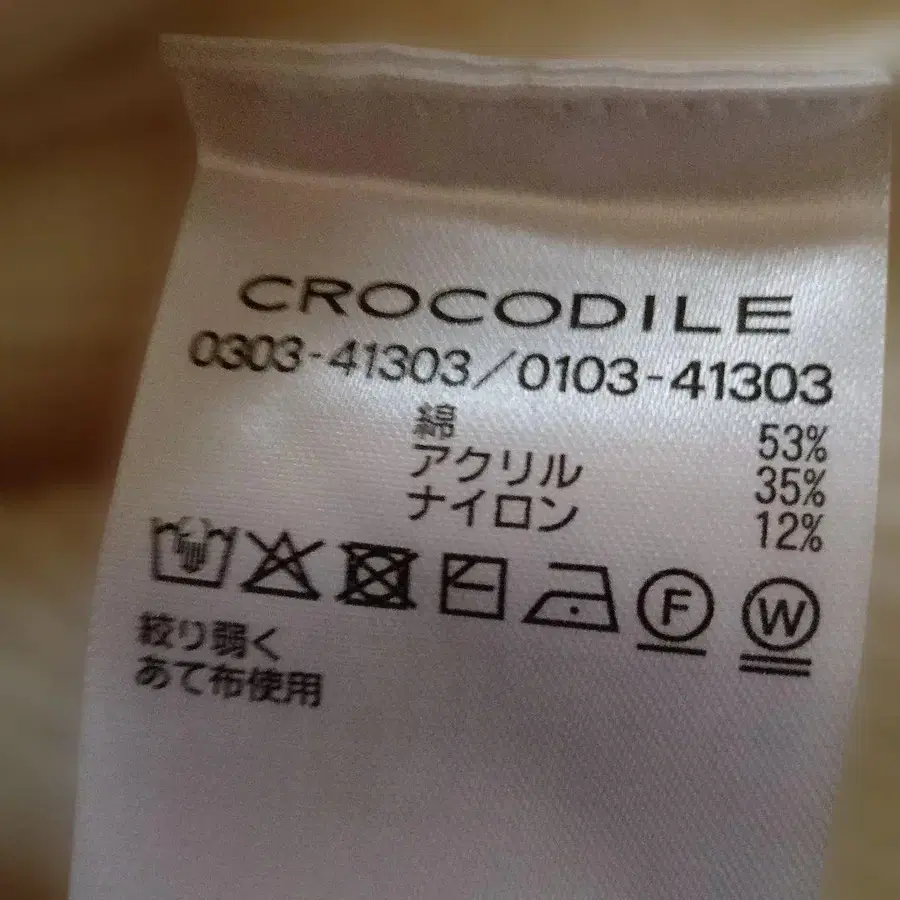 CROCODILE
0303-41303/0103-41303
綿 53%
アクリル 35%
ナイロン 12%
F W
絞り弱く
あて布使用